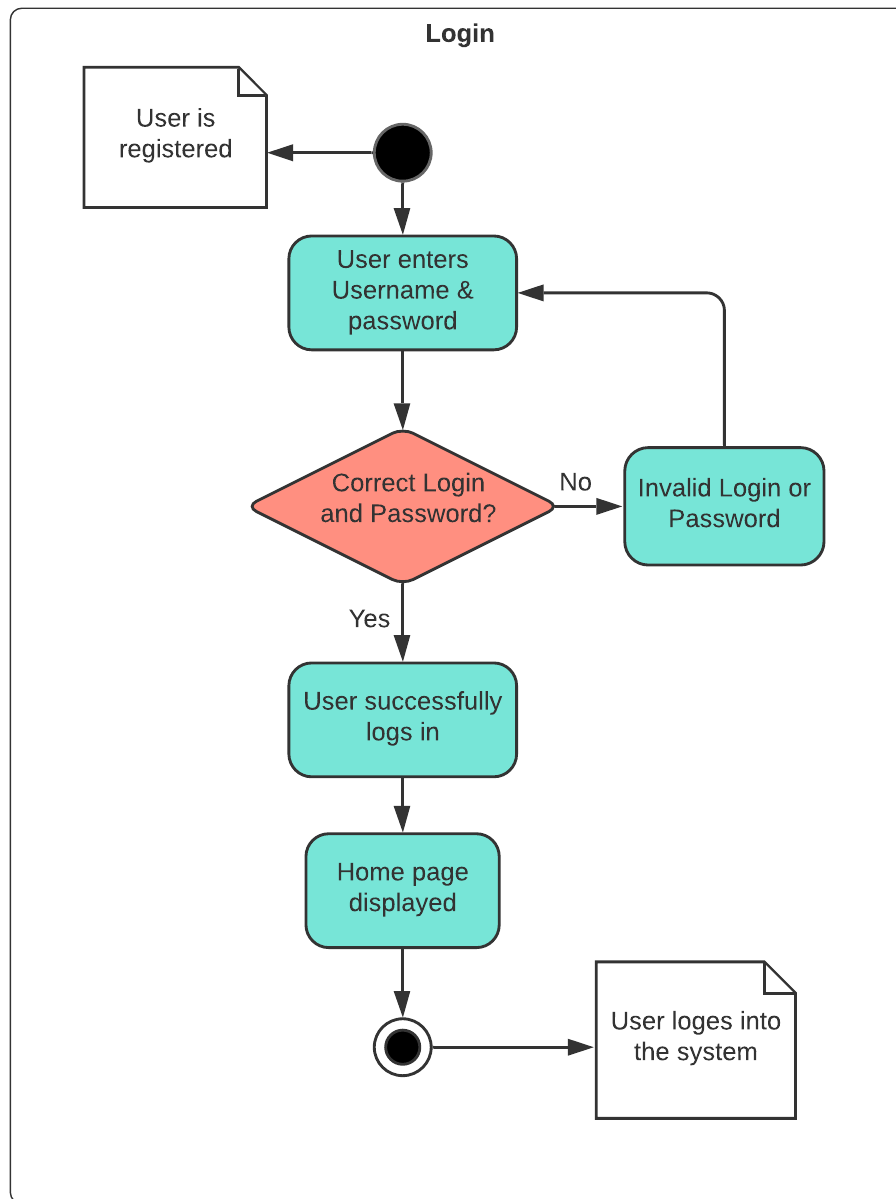 Login
User is
registered
User enters
Username &
password
Correct Login
and Password?
No
Invalid Login or
Password
Yes
User successfully
logs in
Home page
displayed
User loges into
the system